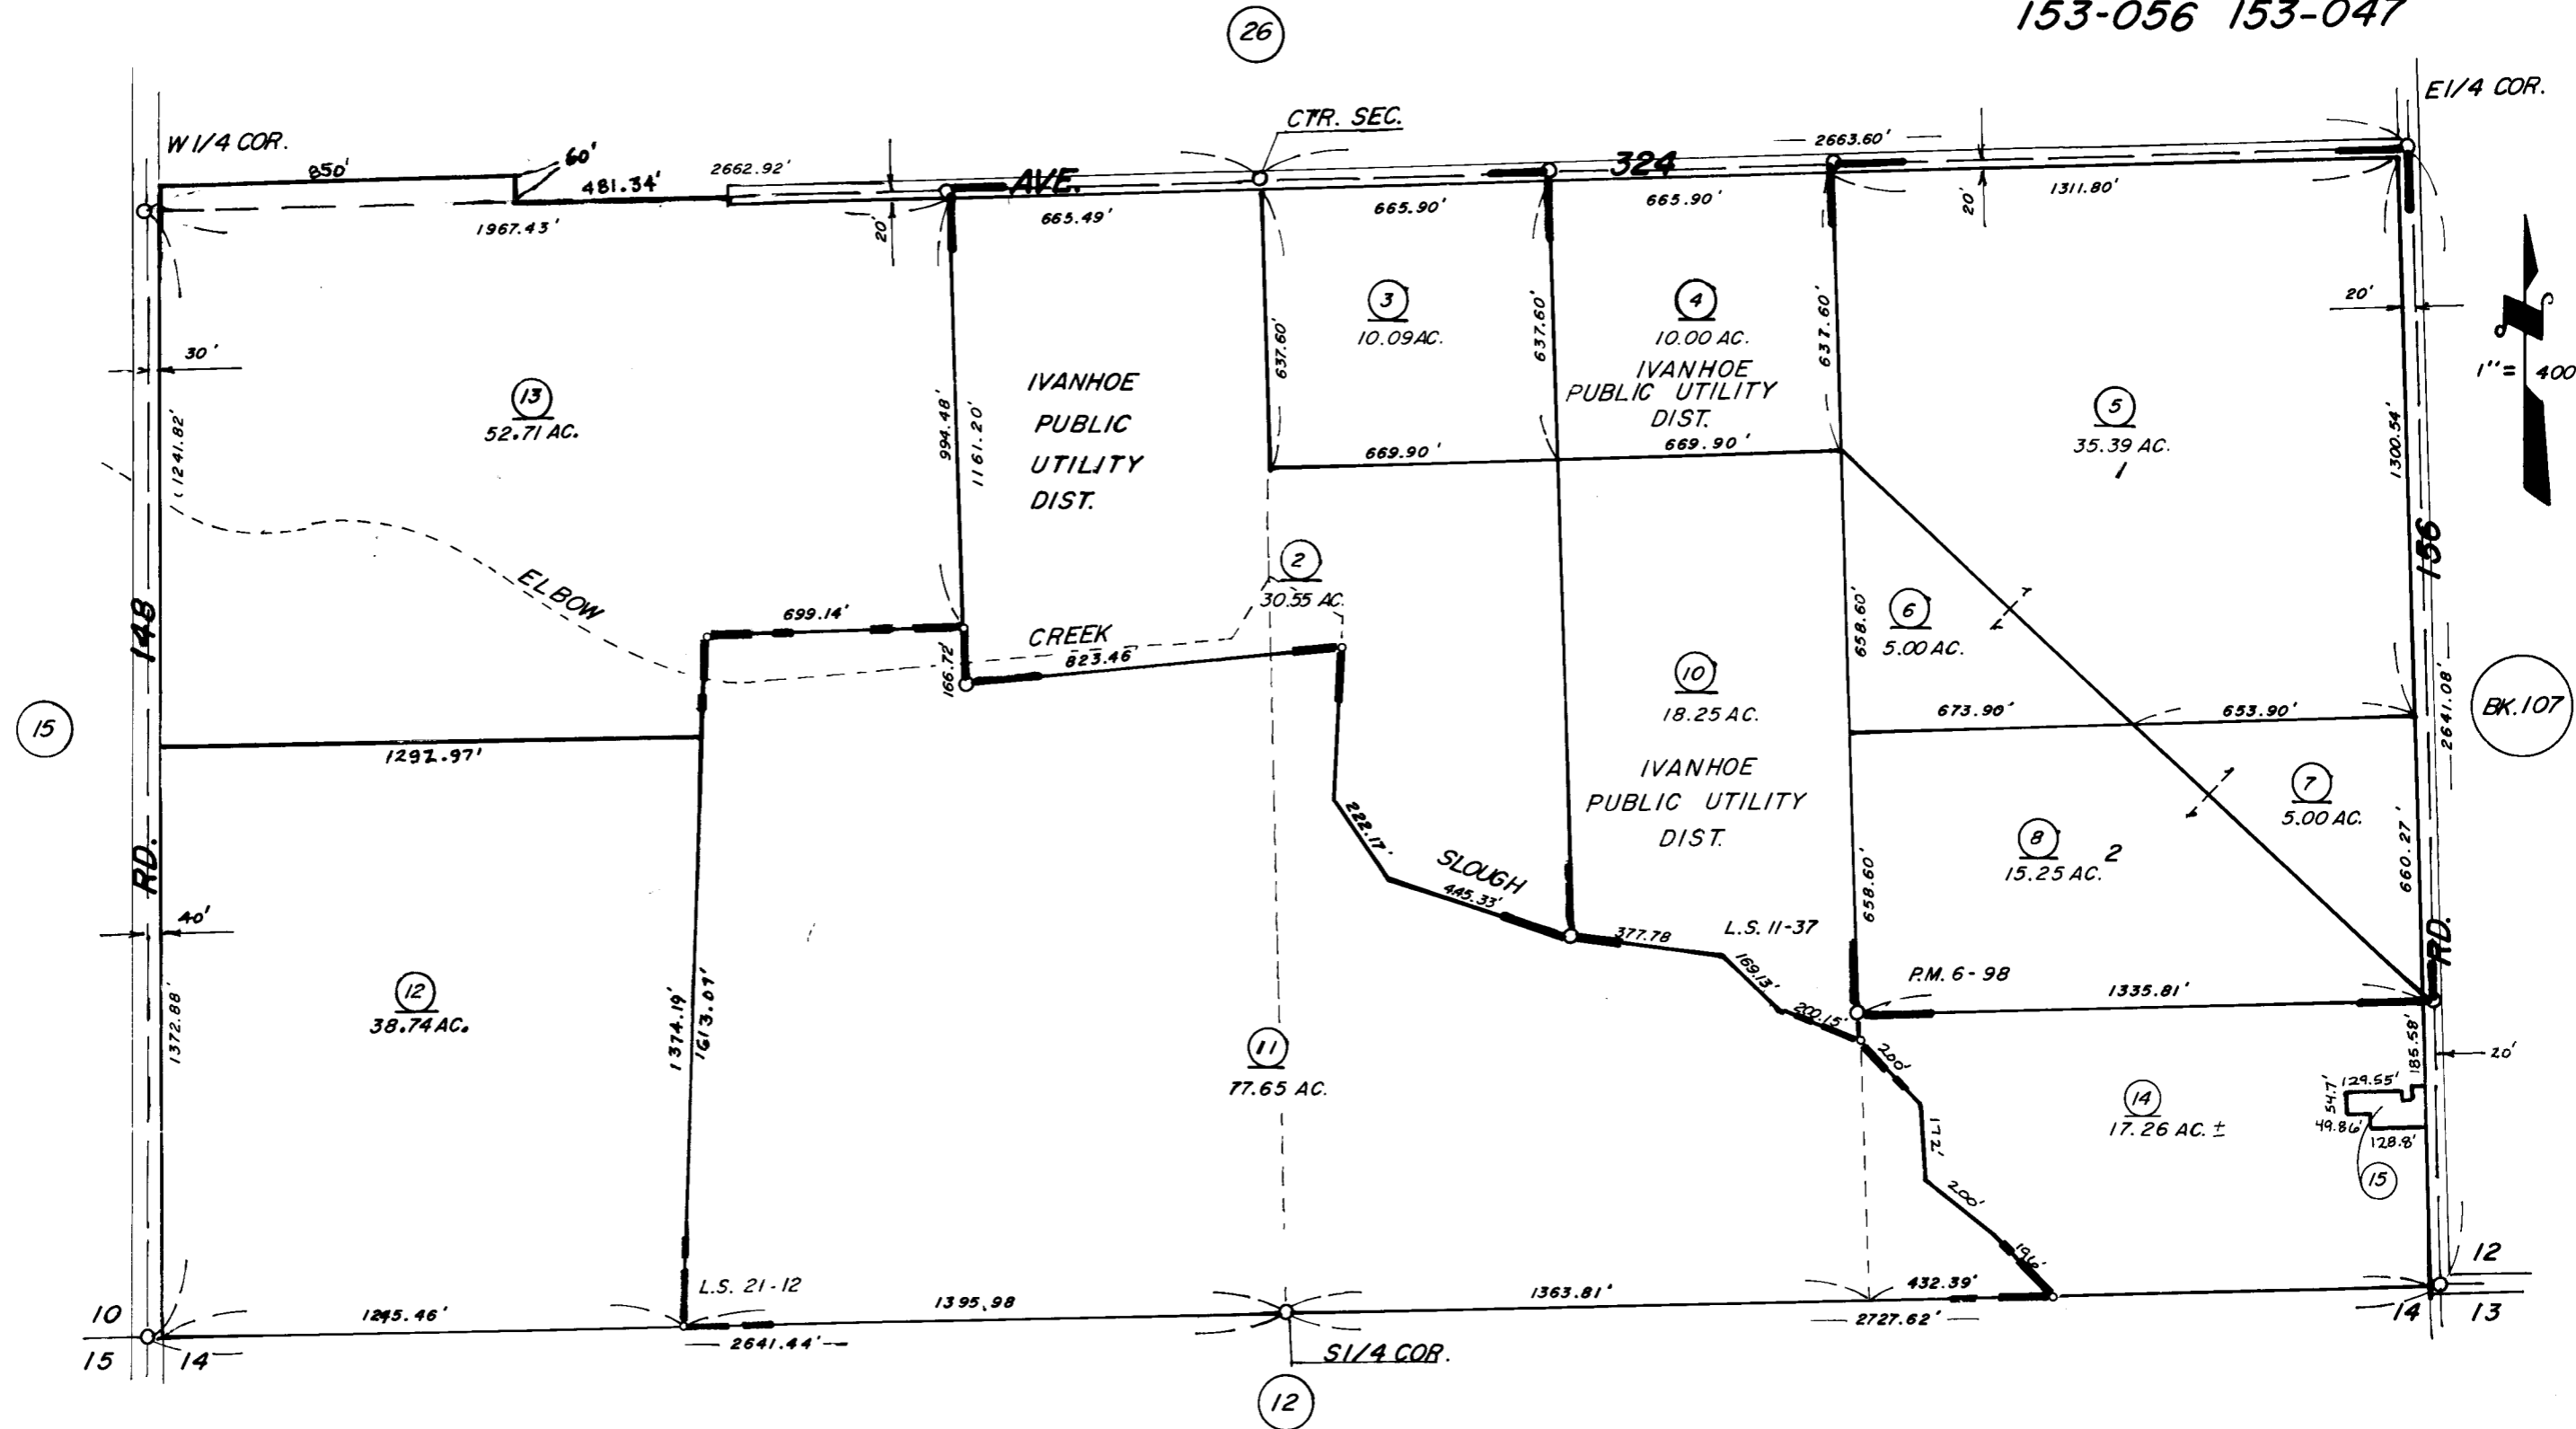 153-056 153-047
26
E1/4 COR.
W1/4 COR.
CTR. SEC.
850'
60'
481.34'
2662.92'
AVE.
324
2663.60'
1967.43'
20'
665.49'
665.90'
665.90'
20'
1311.80'
30'
1241.82'
13
52.71 AC.
994.48'
1161.20'
IVANHOE
PUBLIC
UTILITY
DIST.
637.60'
3
10.09 AC.
637.60'
4
10.00 AC.
IVANHOE
PUBLIC UTILITY
DIST.
637.60'
5
35.39 AC.
1
1300.54'
20'
1"= 400
669.90'
669.90'
156
ELBOW
CREEK
2
30.55 AC.
699.14'
166.72'
823.46'
148
658.60'
6
5.00 AC.
10
18.25 AC.
IVANHOE
PUBLIC UTILITY
DIST.
673.90'
653.90'
2641.08'
BK. 107
15
1292.97'
7
5.00 AC.
660.27'
8 2
15.25 AC.
222.17'
SLOUGH
445.33'
RD.
40'
377.78
L.S. 11-37
658.60'
RD.
169.13'
200.15'
P.M. 6-98
1335.81'
12
38.74 AC.
1372.88'
1374.19'
1613.07'
11
77.65 AC.
200'
172'
200'
196'
185.58'
20'
129.55'
54.7'
49.86'
128.8'
14
17.26 AC. ±
15
L.S. 21-12
10
15 14
1245.46'
1395.98
2641.44'
1363.81'
432.39'
2727.62'
12
14 13
S1/4 COR.
12